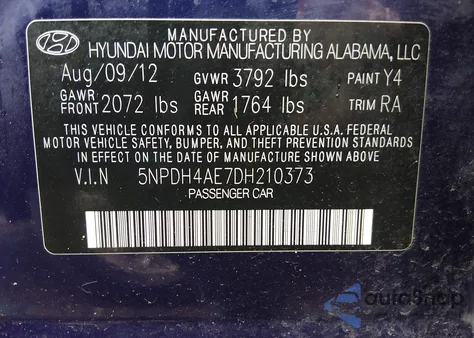 MANUFACTURED BY
HYUNDAI MOTOR MANUFACTURING ALABAMA, LLC
Aug/09/12 GVWR 3792 lbs PAINT Y4
GAWR FRONT 2072 lbs GAWR REAR 1764 lbs TRIM RA
THIS VEHICLE CONFORMS TO ALL APPLICABLE U.S.A. FEDERAL
MOTOR VEHICLE SAFETY, BUMPER, AND THEFT PREVENTION STANDARDS
IN EFFECT ON THE DATE OF MANUFACTURE SHOWN ABOVE.
V.I.N 5NPDH4AE7DH210373
PASSENGER CAR